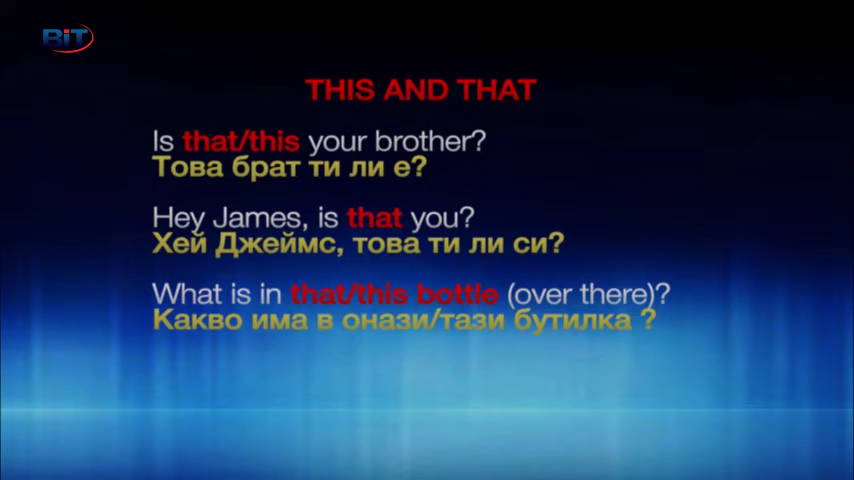 BiT
THIS AND THAT
Is that/this your brother?
Това брат ти ли е?
Hey James, is that you?
Хей Джеймс, това ти ли си?
What is in that/this bottle (over there)?
Какво има в онази/тази бутилка ?